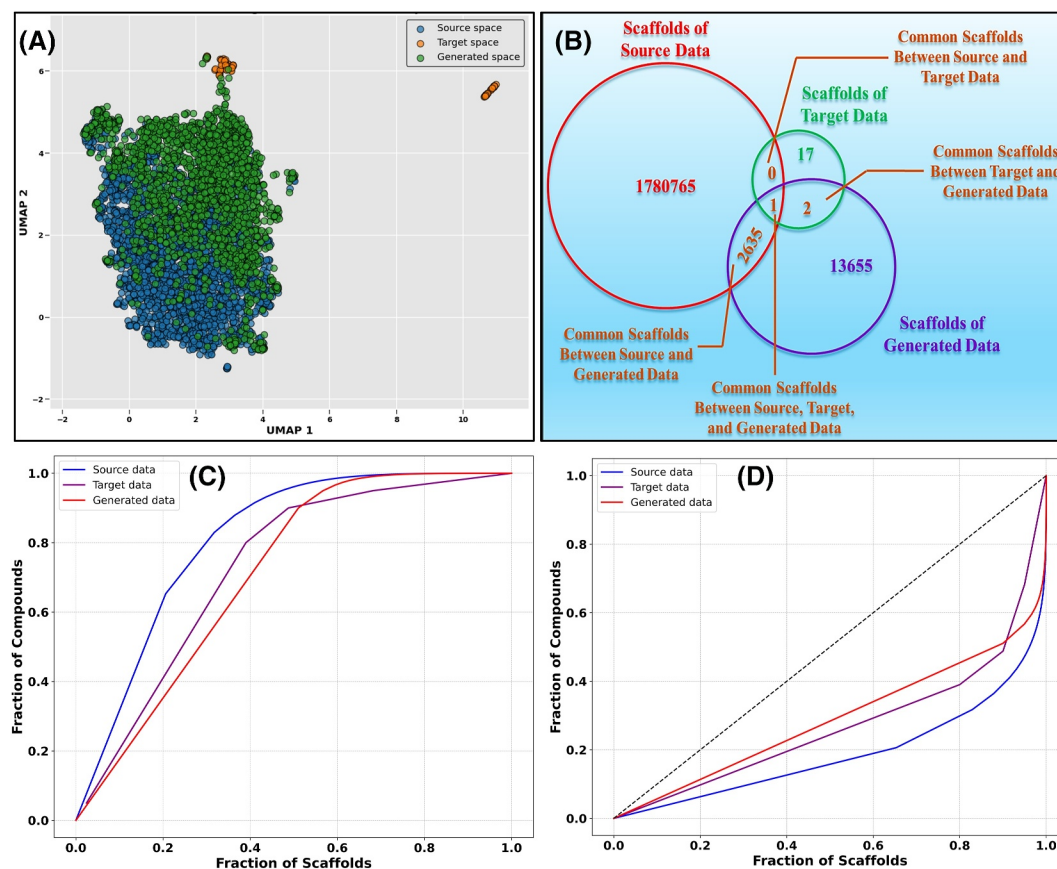 (A)
Source space
Target space
Generated space
6
4
2
0
−2
UMAP 2
−2
0
2
4
6
8
10
UMAP 1
(B)
Scaffolds of
Source Data
Common Scaffolds
Between Source and
Target Data
Scaffolds of
Target Data
17
Common Scaffolds
Between Target and
Generated Data
0
1780765
1
2
2635
13655
Scaffolds of
Generated Data
Common Scaffolds
Between Source and
Generated Data
Common Scaffolds
Between Source, Target,
and Generated Data
(C)
Source data
Target data
Generated data
1.0
0.8
0.6
0.4
0.2
0.0
Fraction of Compounds
0.0
0.2
0.4
0.6
0.8
1.0
Fraction of Scaffolds
(D)
Source data
Target data
Generated data
1.0
0.8
0.6
0.4
0.2
0.0
Fraction of Compounds
0.0
0.2
0.4
0.6
0.8
1.0
Fraction of Scaffolds